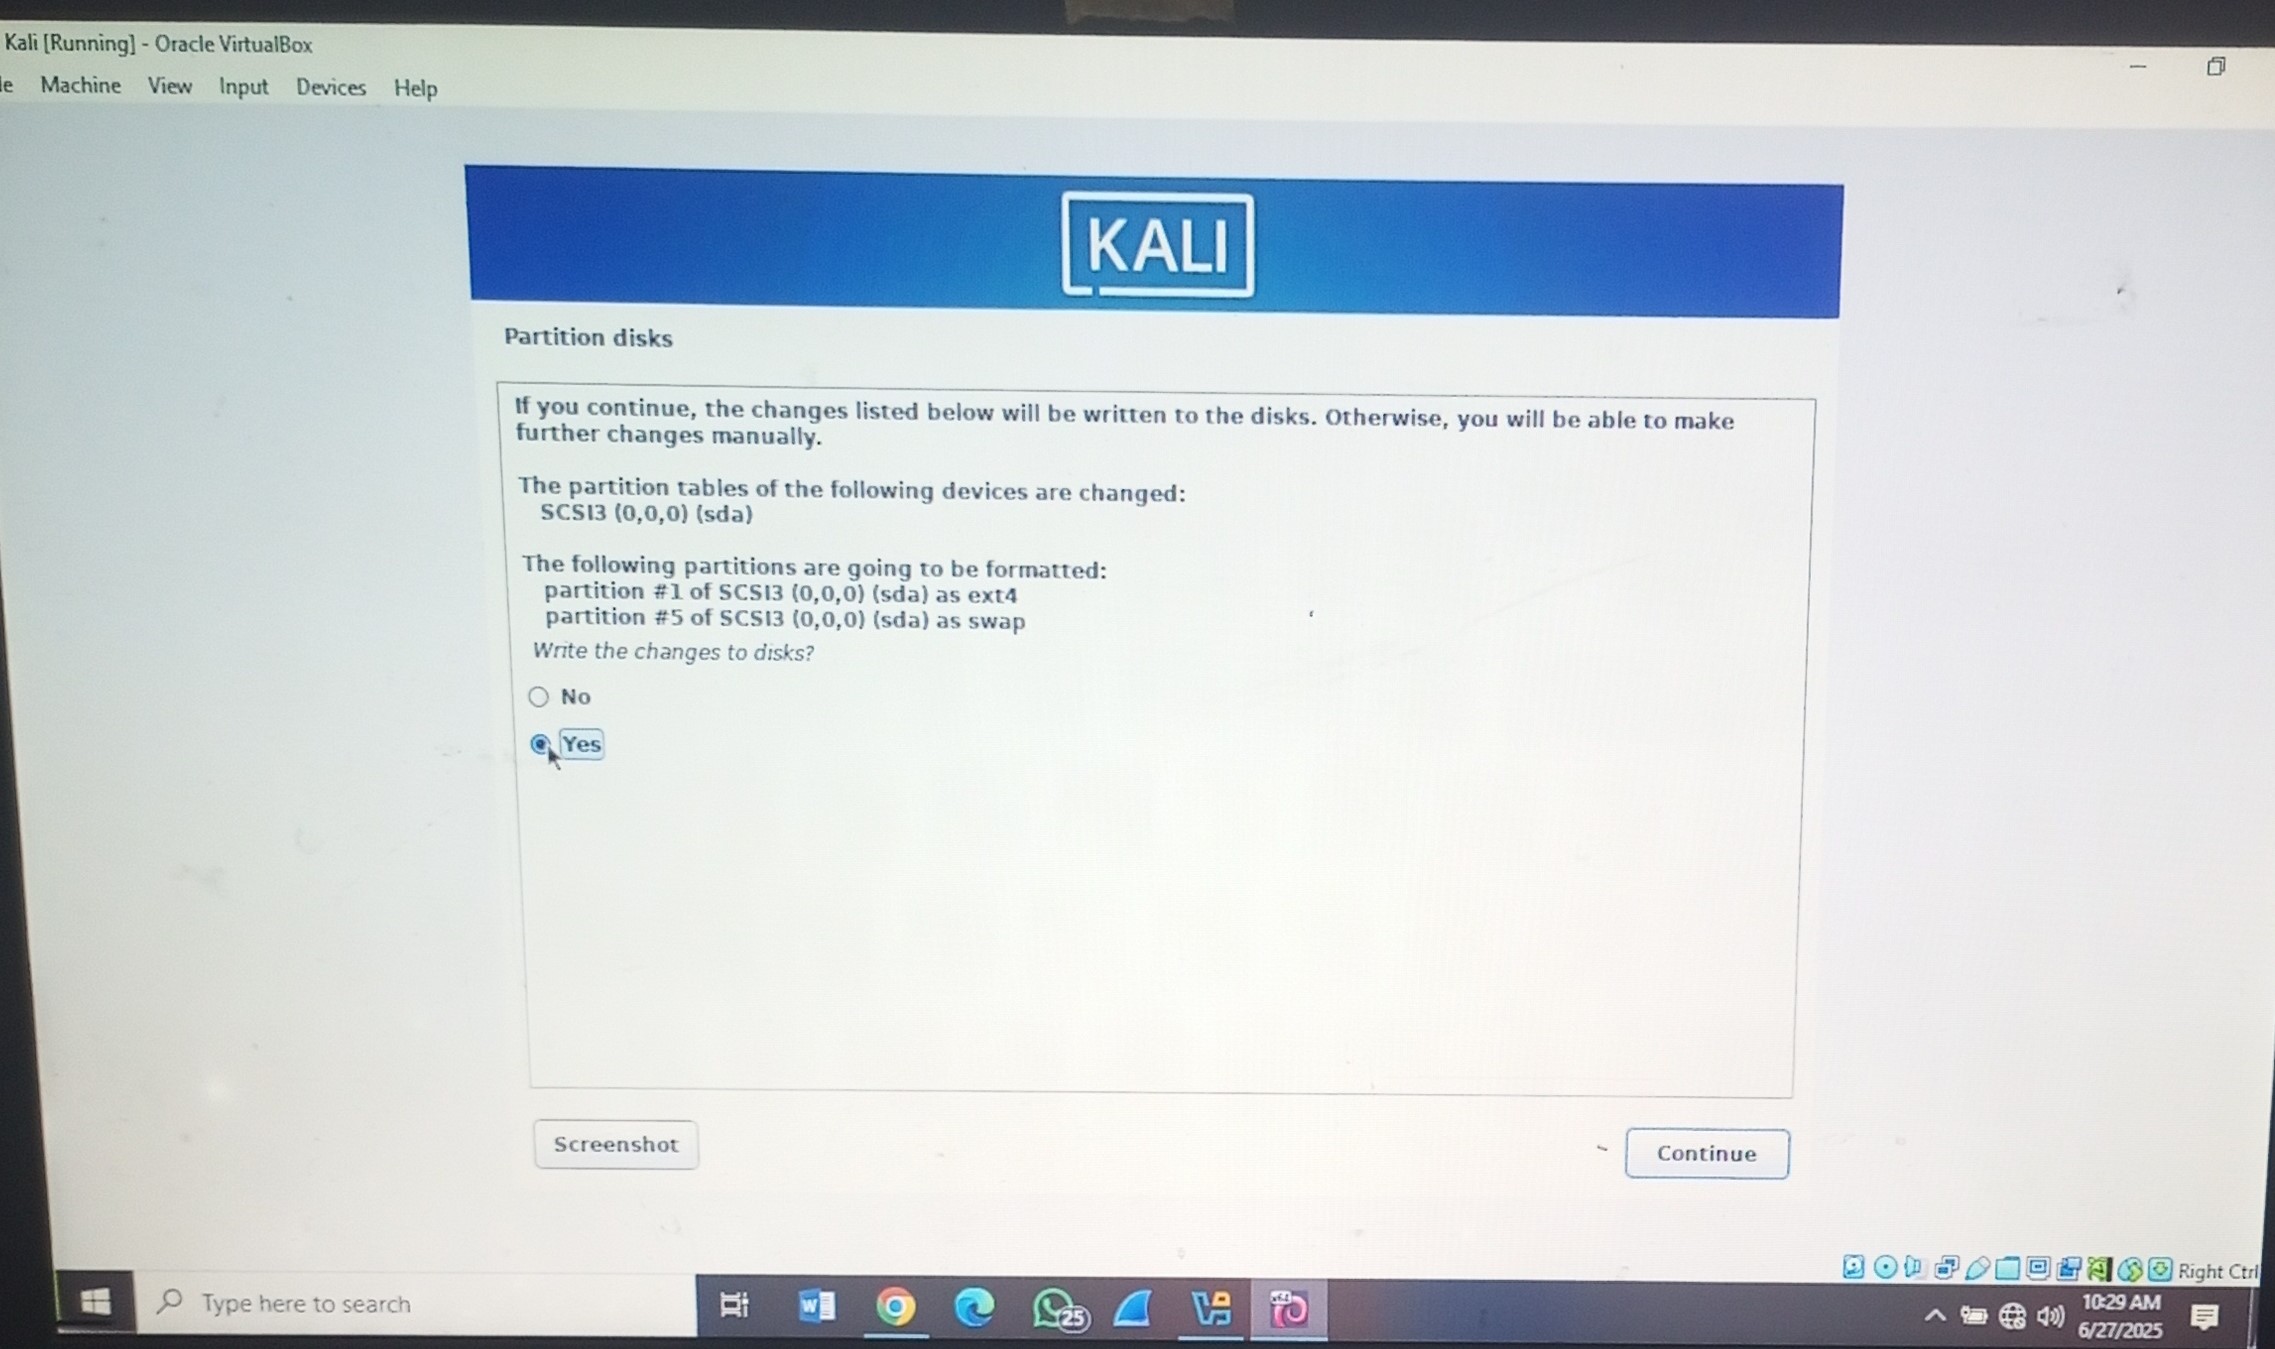 Kali [Running] - Oracle VirtualBox
le Machine View Input Devices Help
KALI
Partition disks
If you continue, the changes listed below will be written to the disks. Otherwise, you will be able to make
further changes manually.
The partition tables of the following devices are changed:
SCSI3 (0,0,0) (sda)
The following partitions are going to be formatted:
partition #1 of SCSI3 (0,0,0) (sda) as ext4
partition #5 of SCSI3 (0,0,0) (sda) as swap
Write the changes to disks?
No
Yes
Screenshot
Continue
Right Ctrl
Type here to search
W
25
x64
10:29 AM
6/27/2025